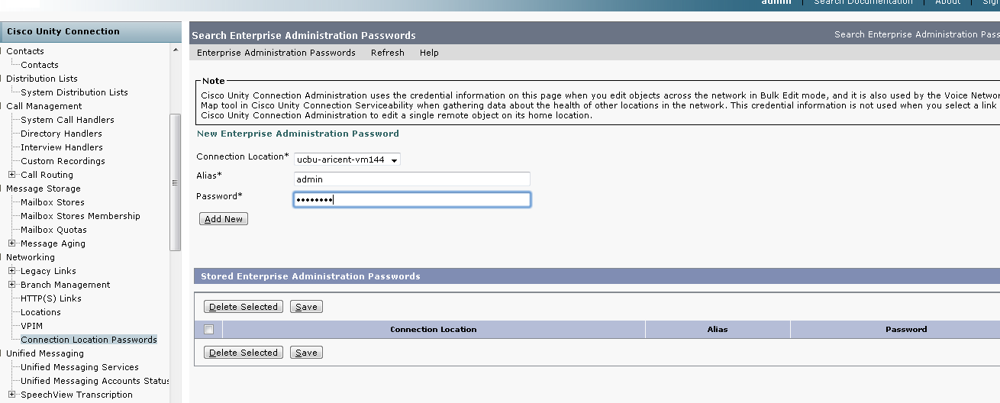 admin | Search Documentation | About | Sign
Cisco Unity Connection
Contacts
Contacts
Distribution Lists
System Distribution Lists
Call Management
System Call Handlers
Directory Handlers
Interview Handlers
Custom Recordings
Call Routing
Message Storage
Mailbox Stores
Mailbox Stores Membership
Mailbox Quotas
Message Aging
Networking
Legacy Links
Branch Management
HTTP(S) Links
Locations
VPIM
Connection Location Passwords
Unified Messaging
Unified Messaging Services
Unified Messaging Accounts Status
SpeechView Transcription
Search Enterprise Administration Passwords
Search Enterprise Administration Pass
Enterprise Administration Passwords Refresh Help
Note
Cisco Unity Connection Administration uses the credential information on this page when you edit objects across the network in Bulk Edit mode, and it is also used by the Voice Networ
Map tool in Cisco Unity Connection Serviceability when gathering data about the health of other locations in the network. This credential information is not used when you select a link
Cisco Unity Connection Administration to edit a single remote object on its home location.
New Enterprise Administration Password
Connection Location* ucbu-aricent-vm144
Alias* admin
Password* ••••••••
Add New
Stored Enterprise Administration Passwords
Delete Selected Save
Connection Location Alias Password
Delete Selected Save